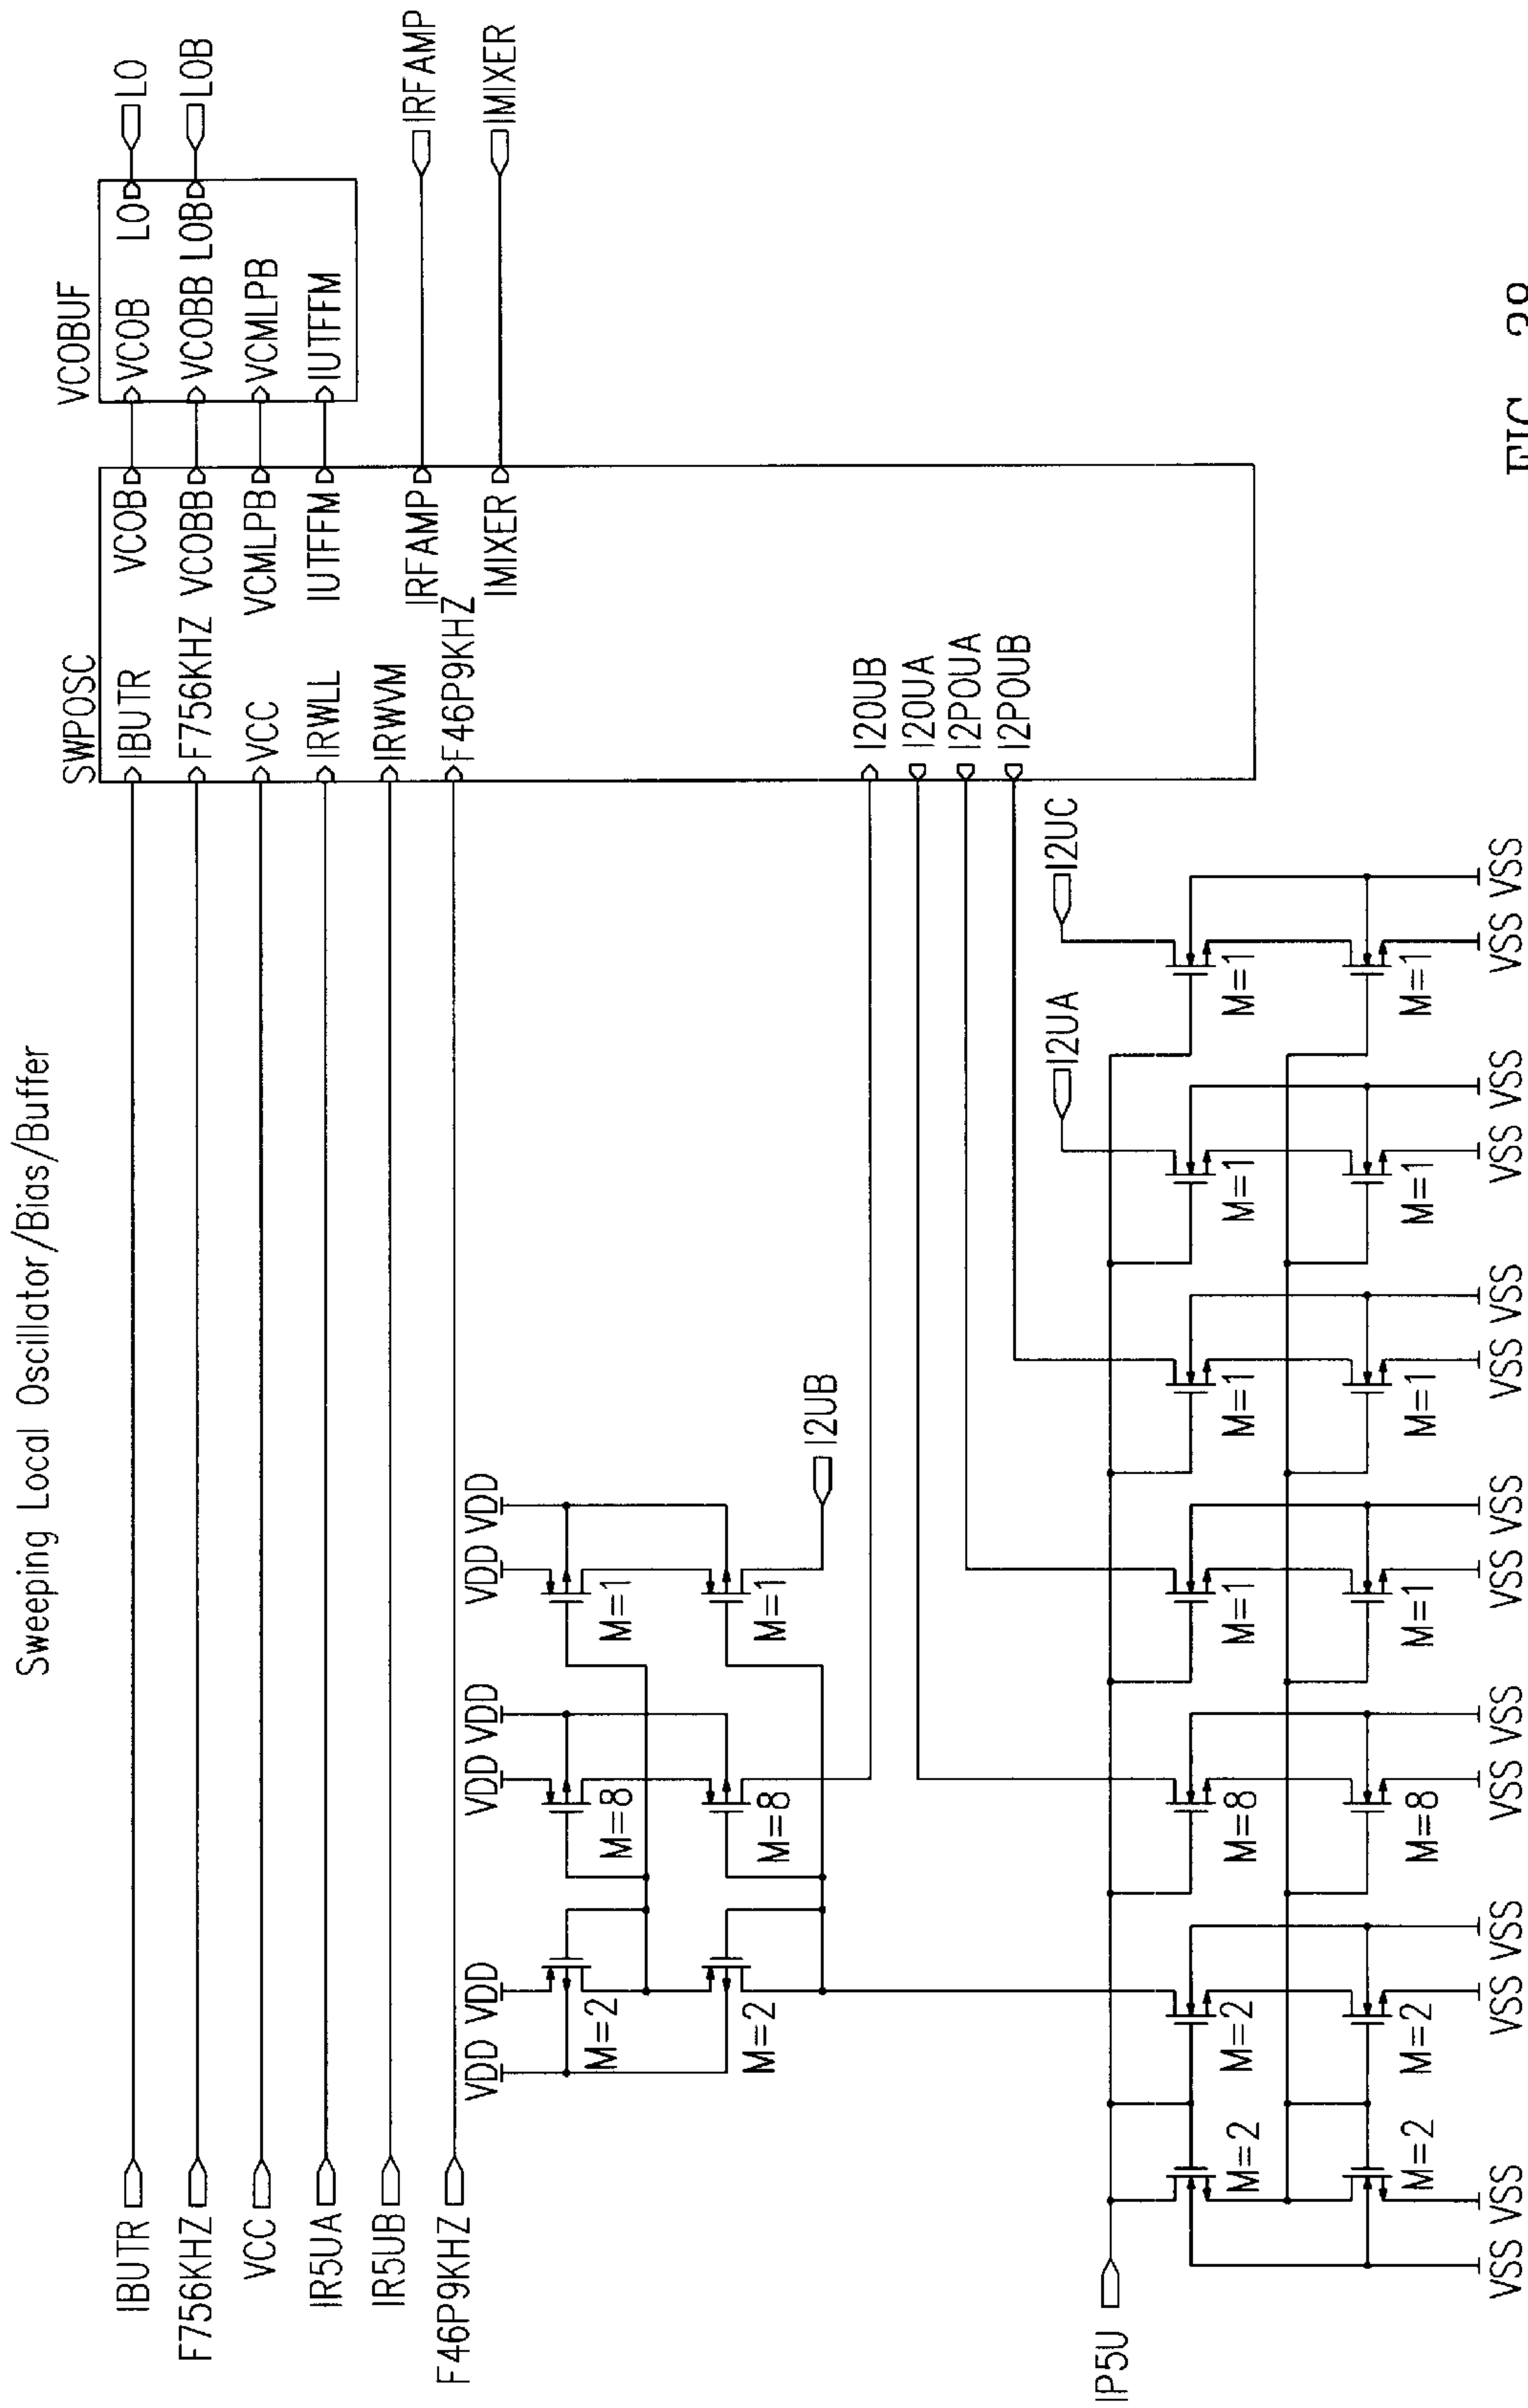 Sweeping Local Oscillator/Bias/Buffer
SWPOSC
VCOBUF
IBUTR
IBUTR
VCOB
VCOB
LO
LO
F756KHZ
F756KHZ
VCOBB
VCOBB
LOB
LOB
VCC
VCC
VCMLPB
VCMLPB
IR5UA
IRWLL
IUTFFM
IUTFFM
IR5UB
IRWVM
IRFAMP
IRFAMP
F46P9KHZ
F46P9KHZ
IMIXER
IMIXER
VDD VDD
VDD VDD
VDD VDD
M=2
M=8
M=1
M=2
M=8
M=1
I2UB
I20UB
I20UA
I2P0UA
I2P0UB
I2UA
I2UC
IP5U
M=2
M=2
M=8
M=1
M=1
M=1
M=1
M=2
M=2
M=8
M=1
M=1
M=1
M=1
VSS VSS
VSS VSS
VSS VSS
VSS VSS
VSS VSS
VSS VSS
VSS VSS
FIG 38